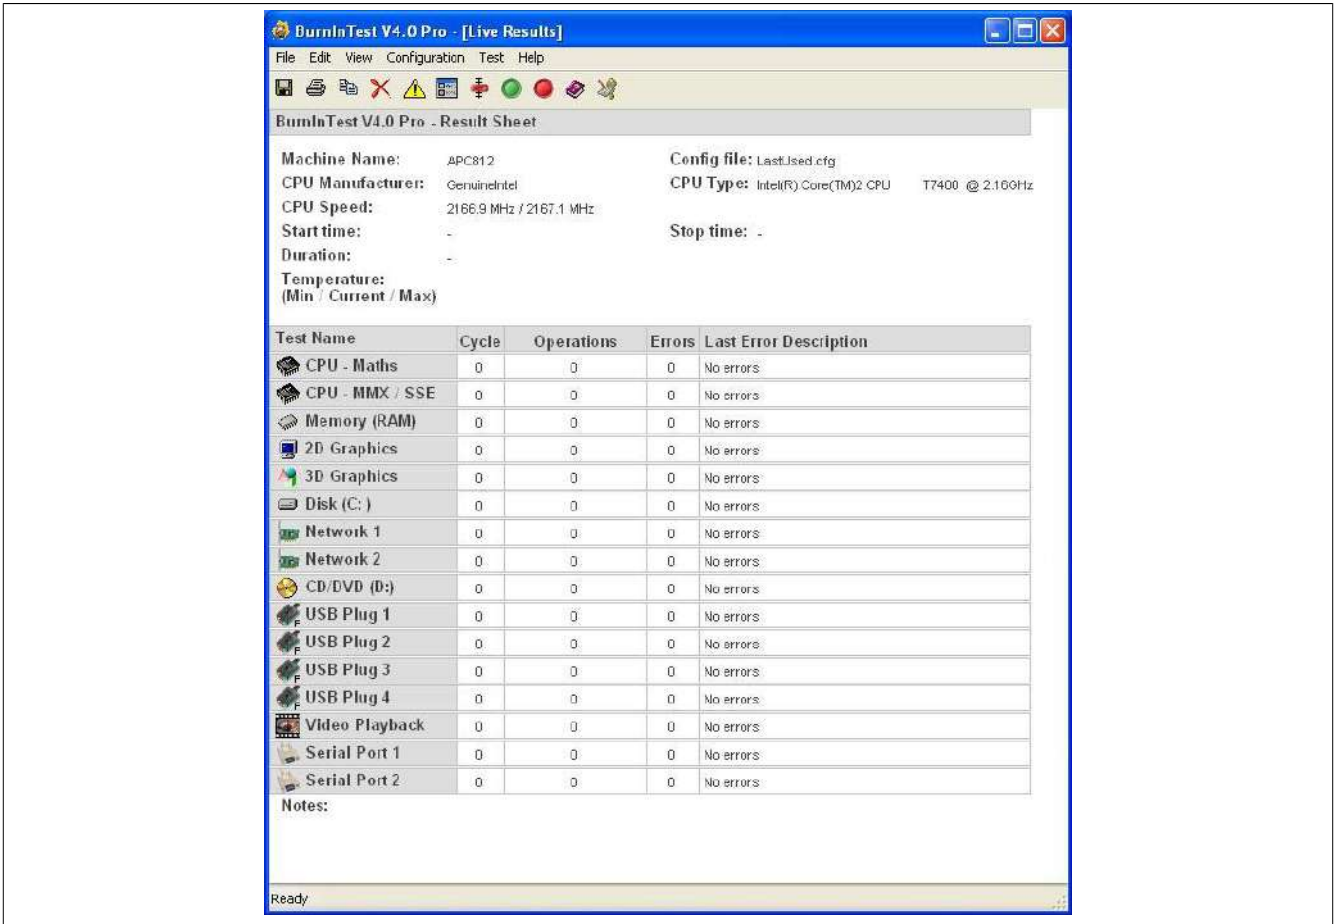 BurnInTest V4.0 Pro - [Live Results]
File Edit View Configuration Test Help
BurnInTest V4.0 Pro - Result Sheet
Machine Name: APC812 Config file: LastUsed.cfg
CPU Manufacturer: GenuineIntel CPU Type: Intel(R) Core(TM)2 CPU T7400 @ 2.16GHz
CPU Speed: 2166.9 MHz / 2167.1 MHz
Start time: - Stop time: -
Duration: -
Temperature:
(Min / Current / Max)
Test Name Cycle Operations Errors Last Error Description
CPU - Maths 0 0 0 No errors
CPU - MMX / SSE 0 0 0 No errors
Memory (RAM) 0 0 0 No errors
2D Graphics 0 0 0 No errors
3D Graphics 0 0 0 No errors
Disk (C: ) 0 0 0 No errors
Network 1 0 0 0 No errors
Network 2 0 0 0 No errors
CD/DVD (D:) 0 0 0 No errors
USB Plug 1 0 0 0 No errors
USB Plug 2 0 0 0 No errors
USB Plug 3 0 0 0 No errors
USB Plug 4 0 0 0 No errors
Video Playback 0 0 0 No errors
Serial Port 1 0 0 0 No errors
Serial Port 2 0 0 0 No errors
Notes:
Ready